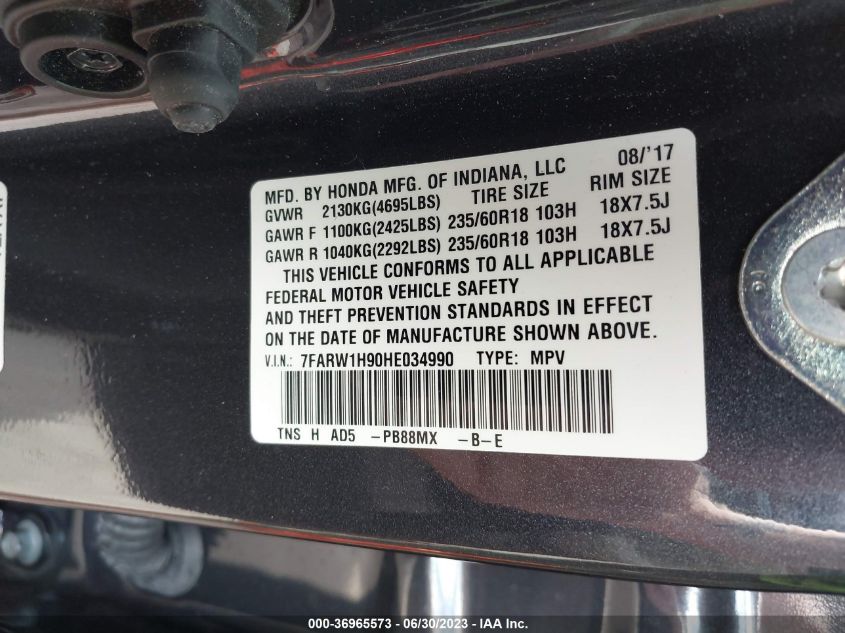 MFD. BY HONDA MFG. OF INDIANA, LLC 08/'17
GVWR 2130KG(4695LBS) TIRE SIZE RIM SIZE
GAWR F 1100KG(2425LBS) 235/60R18 103H 18X7.5J
GAWR R 1040KG(2292LBS) 235/60R18 103H 18X7.5J
THIS VEHICLE CONFORMS TO ALL APPLICABLE
FEDERAL MOTOR VEHICLE SAFETY
AND THEFT PREVENTION STANDARDS IN EFFECT
ON THE DATE OF MANUFACTURE SHOWN ABOVE.
V.I.N.: 7FARW1H90HE034990 TYPE: MPV
TNS H AD5 -PB88MX -B-E
000-36965573 - 06/30/2023 - IAA Inc.